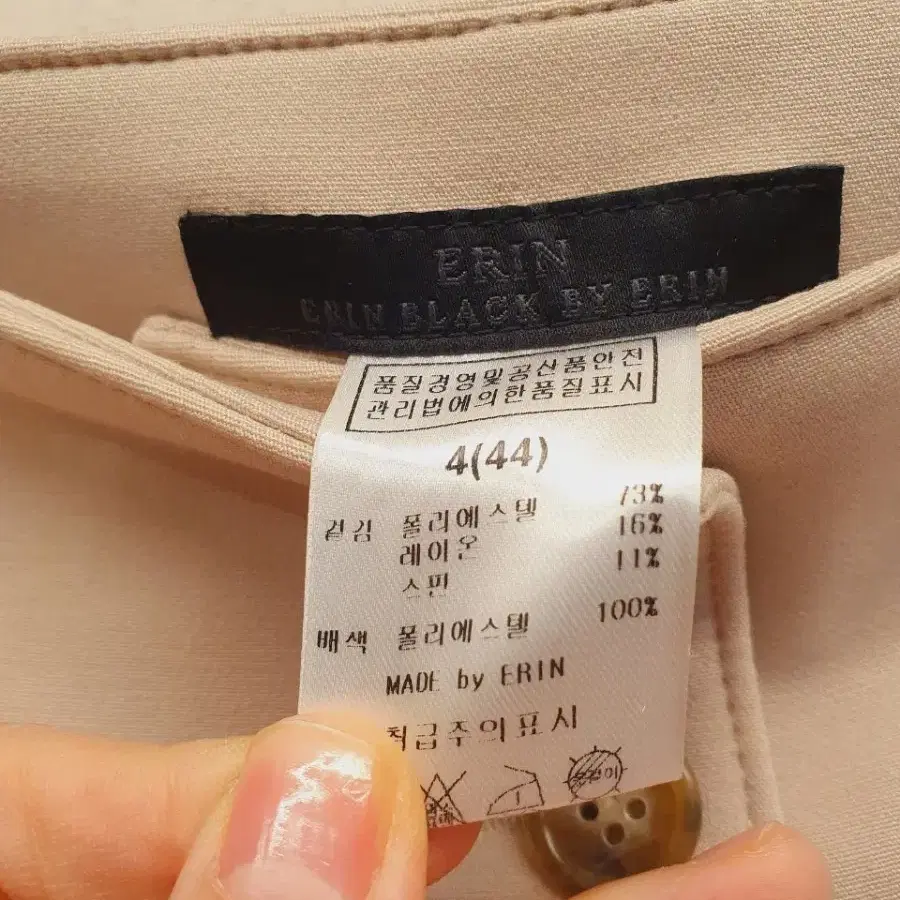 ERIN
ERIN BLACK BY ERIN
품질경영및공산품안전
관리법에의한품질표시
4(44)
겉감 폴리에스텔 73%
레이온 16%
스판 11%
배색 폴리에스텔 100%
MADE by ERIN
취급주의표시